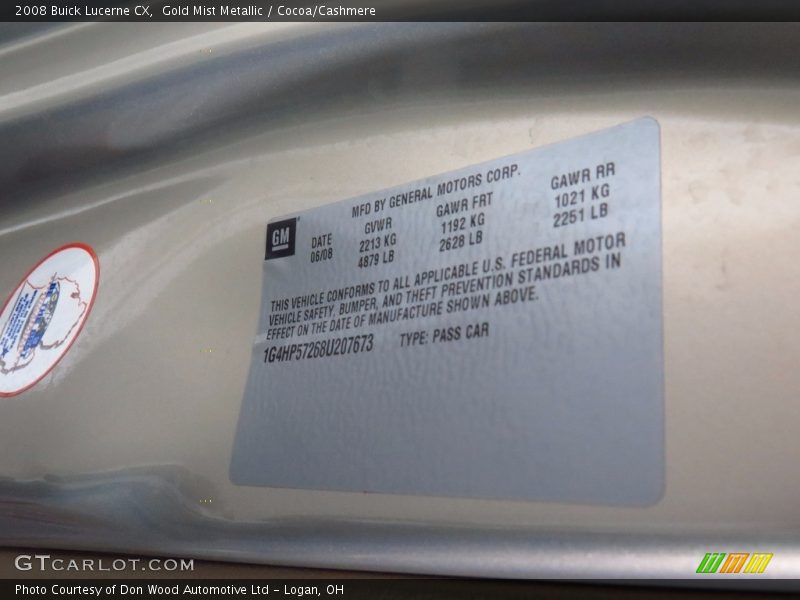 2008 Buick Lucerne CX, Gold Mist Metallic / Cocoa/Cashmere
GM
MFD BY GENERAL MOTORS CORP.
DATE GVWR GAWR FRT GAWR RR
06/08 2213 KG 1192 KG 1021 KG
4879 LB 2628 LB 2251 LB
THIS VEHICLE CONFORMS TO ALL APPLICABLE U.S. FEDERAL MOTOR
VEHICLE SAFETY, BUMPER, AND THEFT PREVENTION STANDARDS IN
EFFECT ON THE DATE OF MANUFACTURE SHOWN ABOVE.
1G4HP57268U207673 TYPE: PASS CAR
GTCARLOT.COM
Photo Courtesy of Don Wood Automotive Ltd - Logan, OH